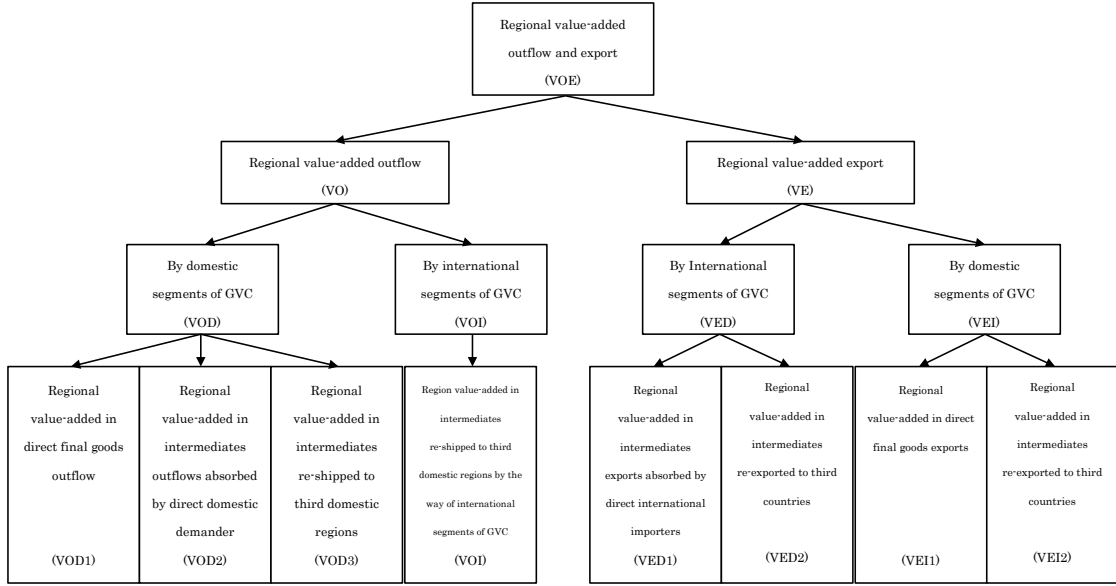 Regional value-added
outflow and export
(VOE)
Regional value-added outflow
(VO)
Regional value-added export
(VE)
By domestic
segments of GVC
(VOD)
By international
segments of GVC
(VOI)
By International
segments of GVC
(VED)
By domestic
segments of GVC
(VEI)
Regional
value-added in
direct final goods
outflow
(VOD1)
Regional
value-added in
intermediates
outflows absorbed
by direct domestic
demander
(VOD2)
Regional
value-added in
intermediates
re-shipped to
third domestic
regions
(VOD3)
Region value-added in
intermediates
re-shipped to third
domestic regions by the
way of international
segments of GVC
(VOI)
Regional
value-added in
intermediates
exports absorbed by
direct international
importers
(VED1)
Regional
value-added in
intermediates
re-exported to third
countries
(VED2)
Regional
value-added in direct
final goods exports
(VEI1)
Regional
value-added in
intermediates
re-exported to third
countries
(VEI2)